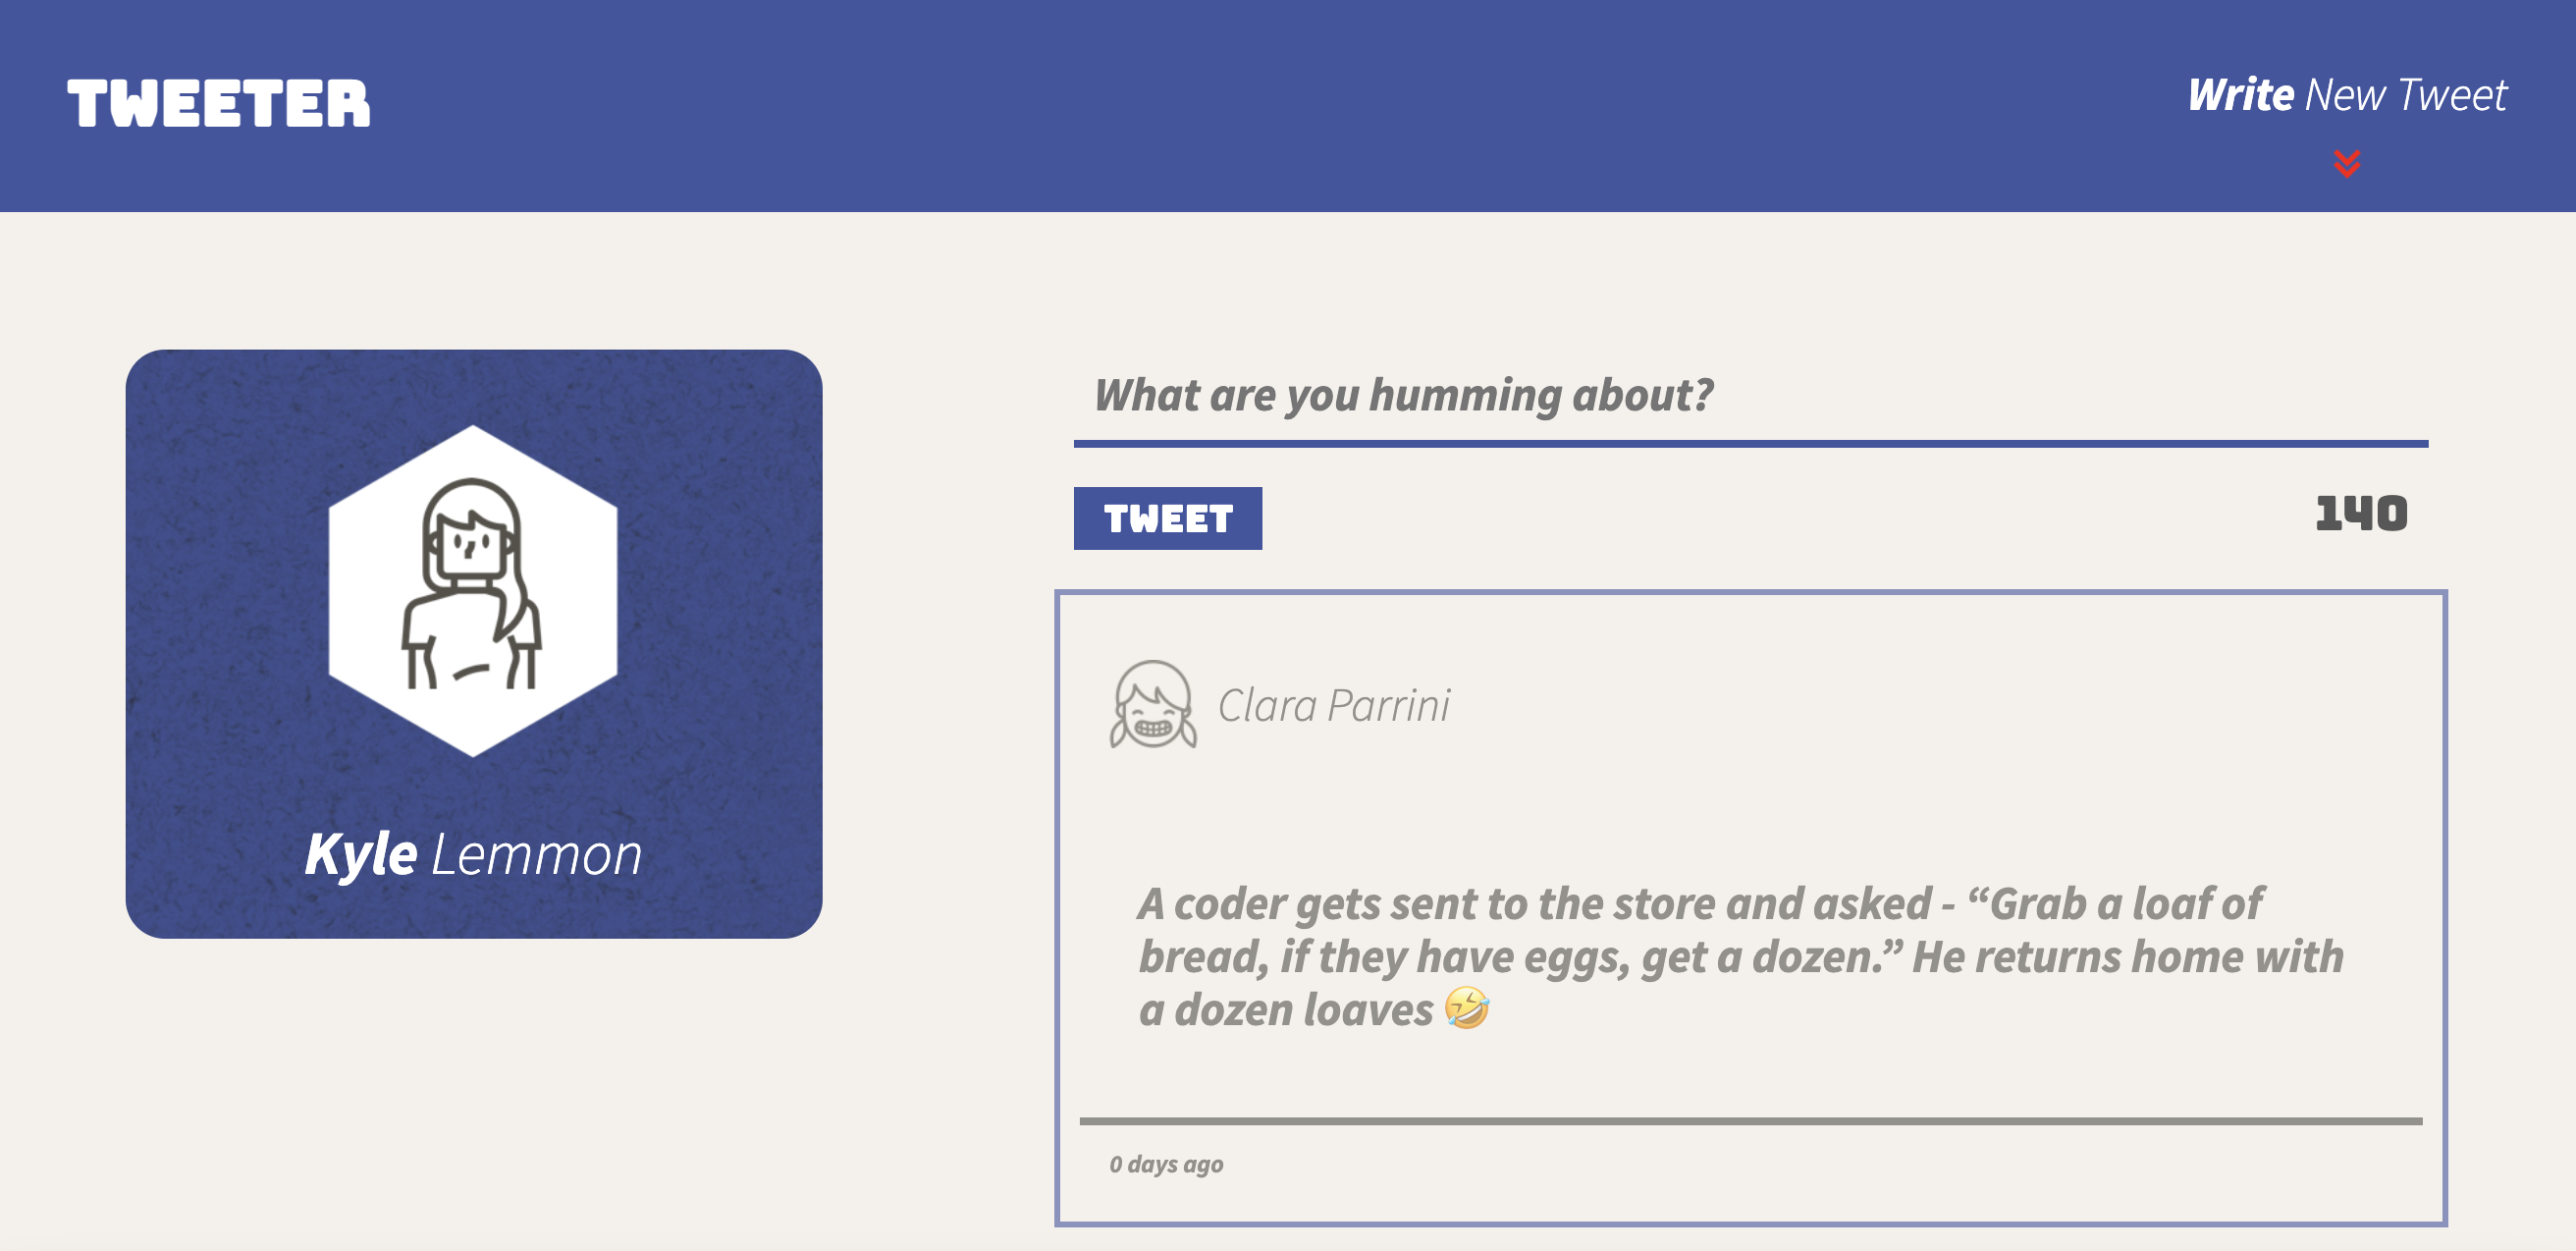 TWEETER
Write New Tweet
Kyle Lemmon
What are you humming about?
TWEET
140
Clara Parrini
A coder gets sent to the store and asked - “Grab a loaf of
bread, if they have eggs, get a dozen.” He returns home with
a dozen loaves 🤣
0 days ago